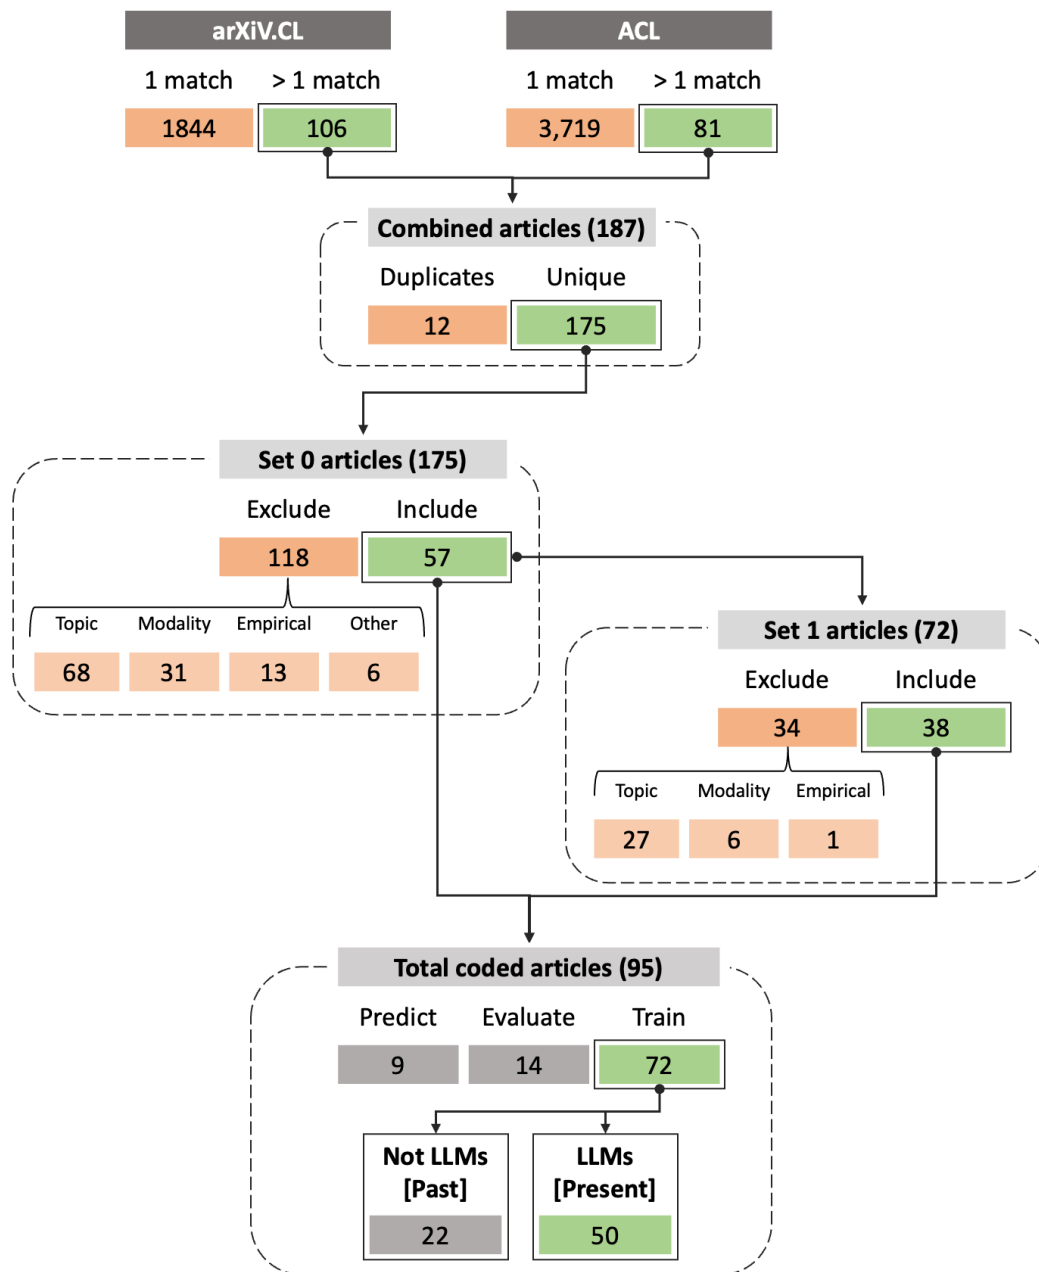 arXiV.CL
ACL
1 match
> 1 match
1 match
> 1 match
1844
106
3,719
81
Combined articles (187)
Duplicates
Unique
12
175
Set 0 articles (175)
Exclude
Include
118
57
Topic
Modality
Empirical
Other
68
31
13
6
Set 1 articles (72)
Exclude
Include
34
38
Topic
Modality
Empirical
27
6
1
Total coded articles (95)
Predict
Evaluate
Train
9
14
72
Not LLMs
[Past]
22
LLMs
[Present]
50